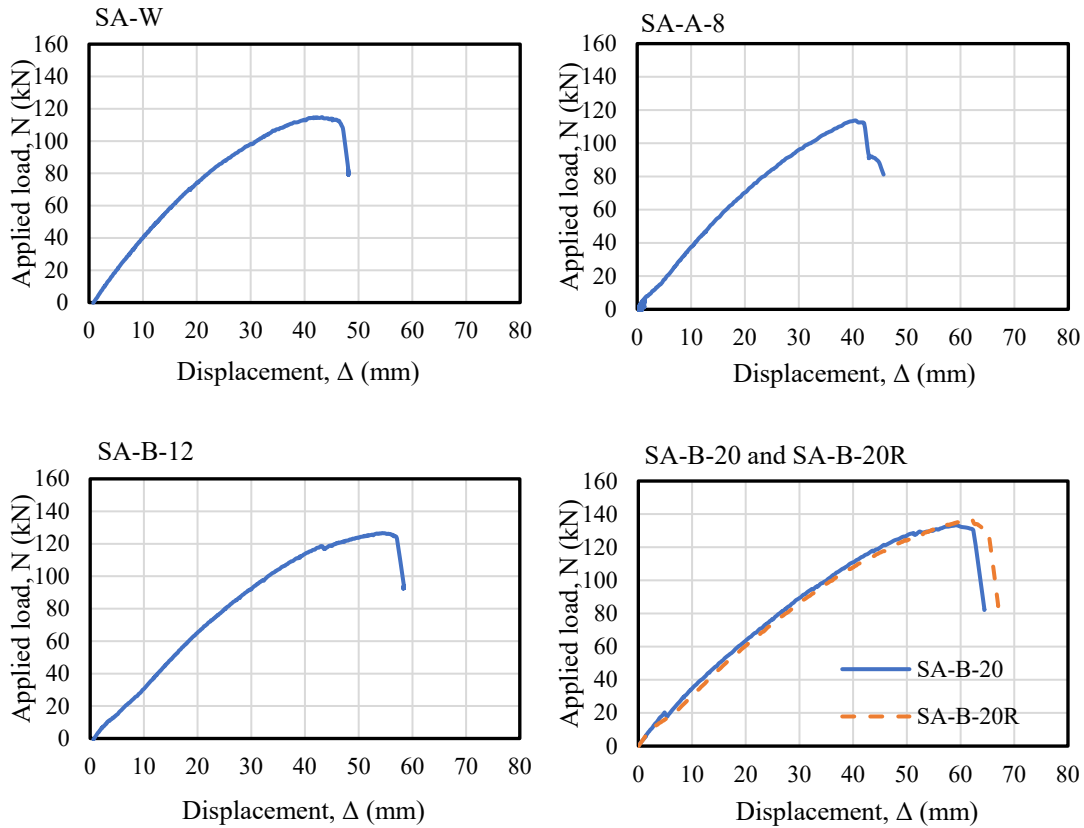 SA-W
160
140
120
100
80
60
40
20
0
Applied load, N (kN)
0 10 20 30 40 50 60 70 80
Displacement, Δ (mm)
SA-A-8
160
140
120
100
80
60
40
20
0
Applied load, N (kN)
0 10 20 30 40 50 60 70 80
Displacement, Δ (mm)
SA-B-12
160
140
120
100
80
60
40
20
0
Applied load, N (kN)
0 10 20 30 40 50 60 70 80
Displacement, Δ (mm)
SA-B-20 and SA-B-20R
160
140
120
100
80
60
40
20
0
Applied load, N (kN)
SA-B-20
SA-B-20R
0 10 20 30 40 50 60 70 80
Displacement, Δ (mm)